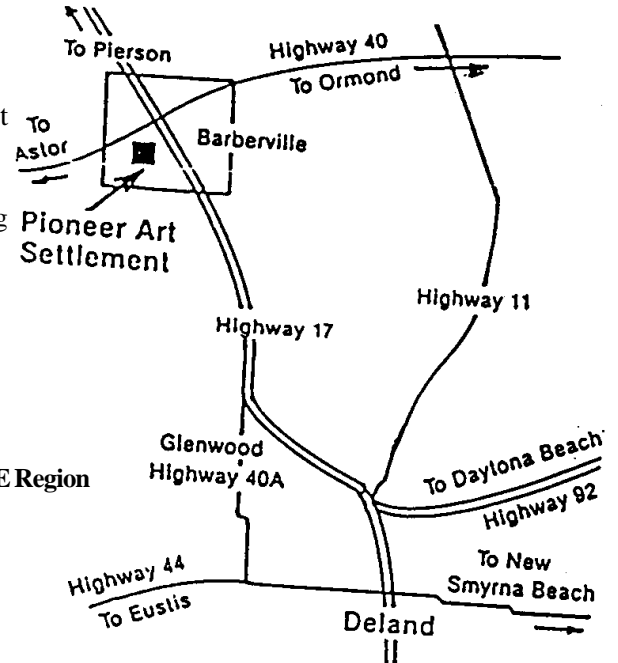 To Pierson
Highway 40
To Ormond
t
To
Astor
Barberville
g
Pioneer Art
Settlement
Highway 11
Highway 17
Glenwood
Highway 40A
E Region
To Daytona Beach
Highway 92
Highway 44
To Eustis
To New
Smyrna Beach
Deland